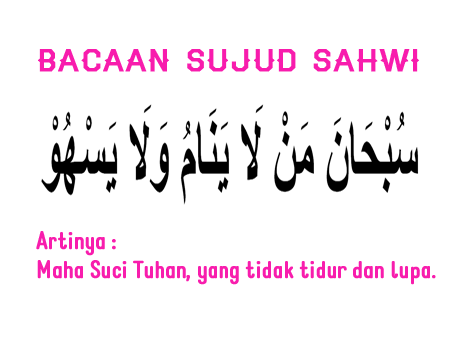 BACAAN SUJUD SAHWI
سُبْحَانَ مَنْ لَا يَنَامُ وَلَا يَسْهُوْ
Artinya :
Maha Suci Tuhan, yang tidak tidur dan lupa.